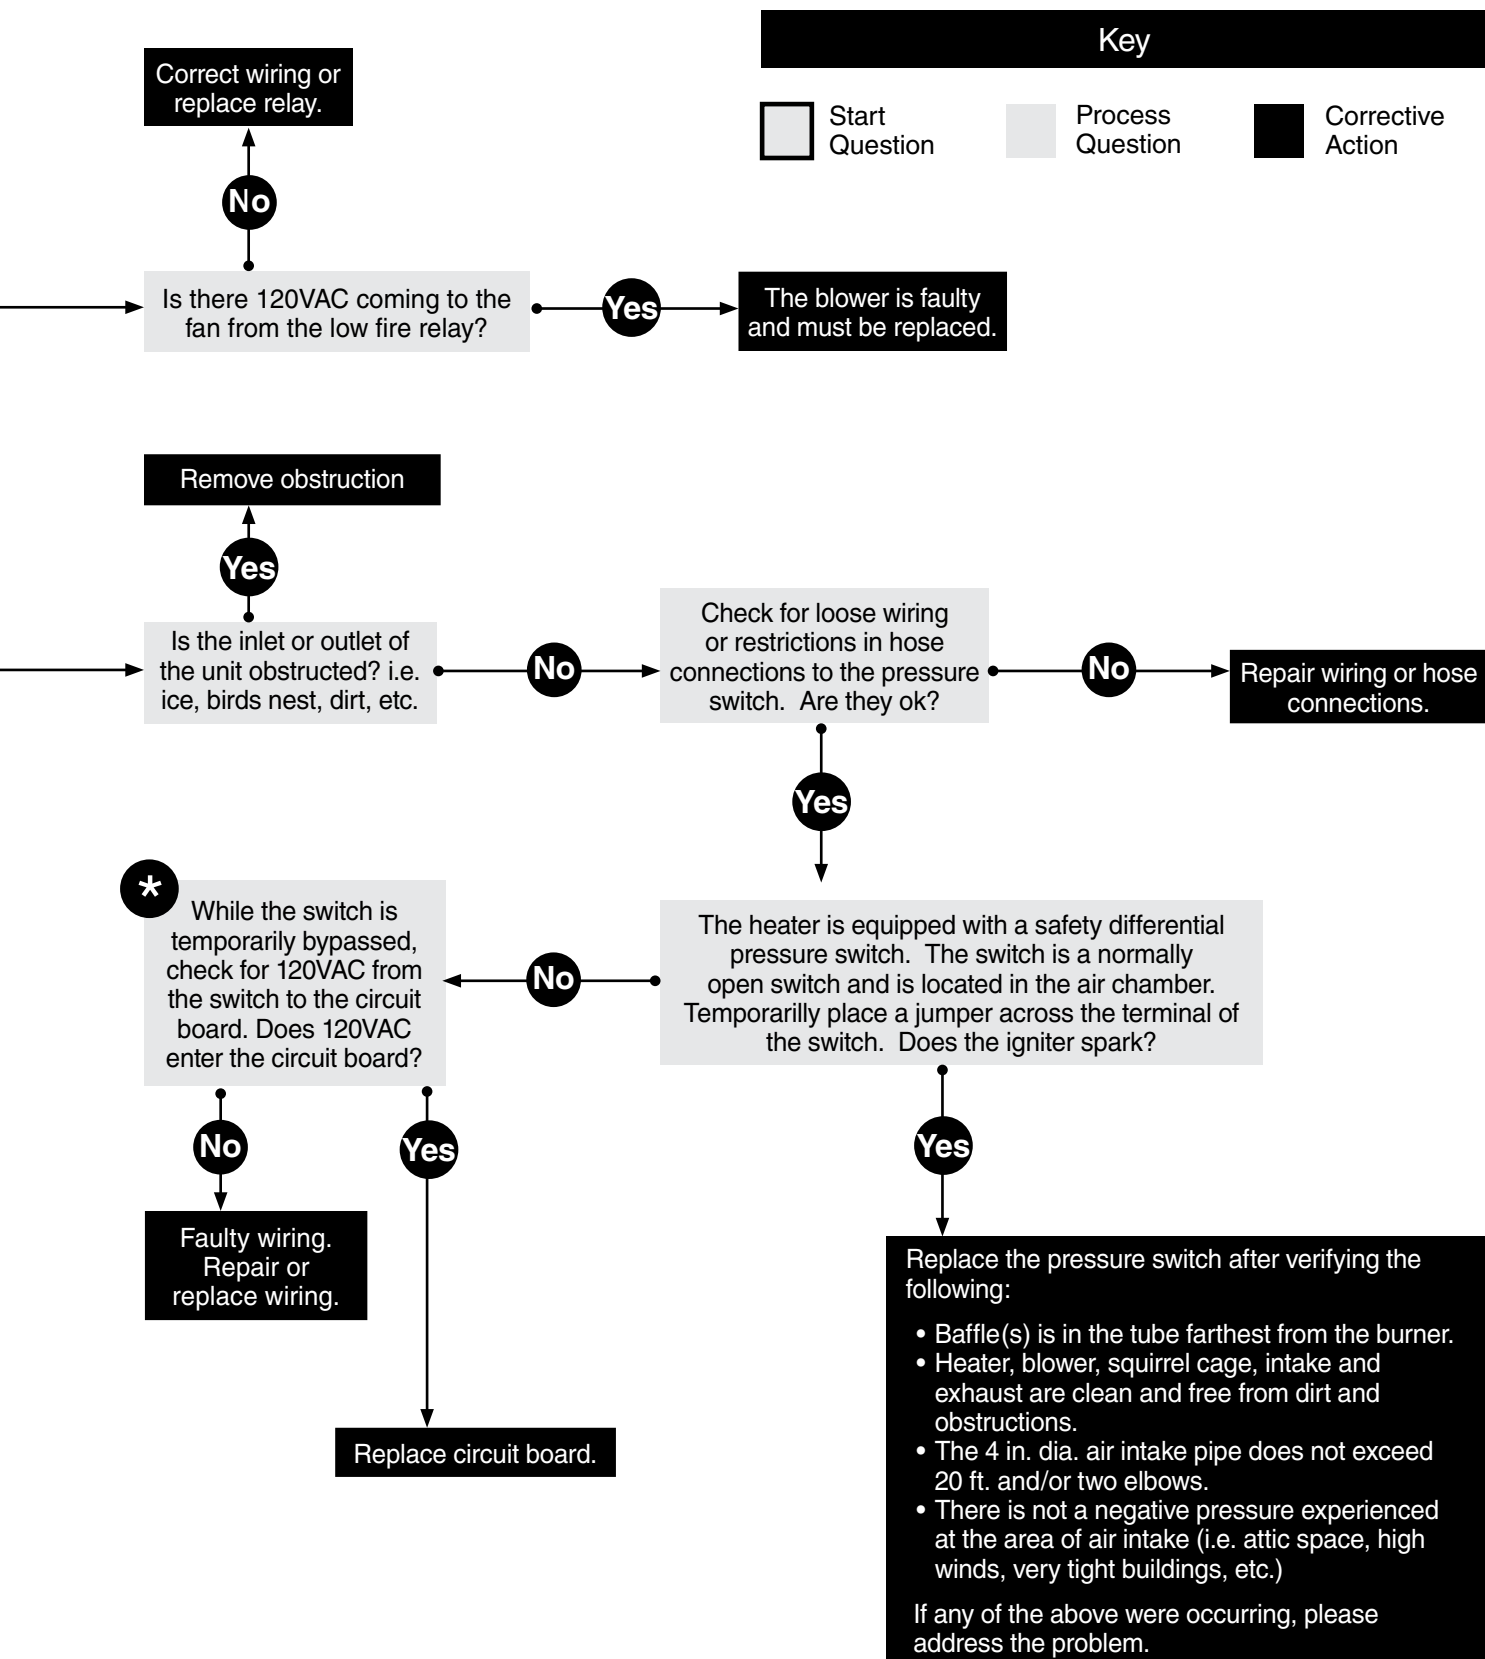 Key
Start
Question
Process
Question
Corrective
Action
Correct wiring or
replace relay.
No
Is there 120VAC coming to the
fan from the low fire relay?
Yes
The blower is faulty
and must be replaced.
Remove obstruction
Yes
Is the inlet or outlet of
the unit obstructed? i.e.
ice, birds nest, dirt, etc.
No
Check for loose wiring
or restrictions in hose
connections to the pressure
switch.  Are they ok?
No
Repair wiring or hose
connections.
Yes
The heater is equipped with a safety differential
pressure switch.  The switch is a normally
open switch and is located in the air chamber.
Temporarilly place a jumper across the terminal of
the switch.  Does the igniter spark?
No
*
While the switch is
temporarily bypassed,
check for 120VAC from
the switch to the circuit
board. Does 120VAC
enter the circuit board?
No
Faulty wiring.
Repair or
replace wiring.
Yes
Replace circuit board.
Yes
Replace the pressure switch after verifying the
following:
• Baffle(s) is in the tube farthest from the burner.
• Heater, blower, squirrel cage, intake and
exhaust are clean and free from dirt and
obstructions.
• The 4 in. dia. air intake pipe does not exceed
20 ft. and/or two elbows.
• There is not a negative pressure experienced
at the area of air intake (i.e. attic space, high
winds, very tight buildings, etc.)
If any of the above were occurring, please
address the problem.